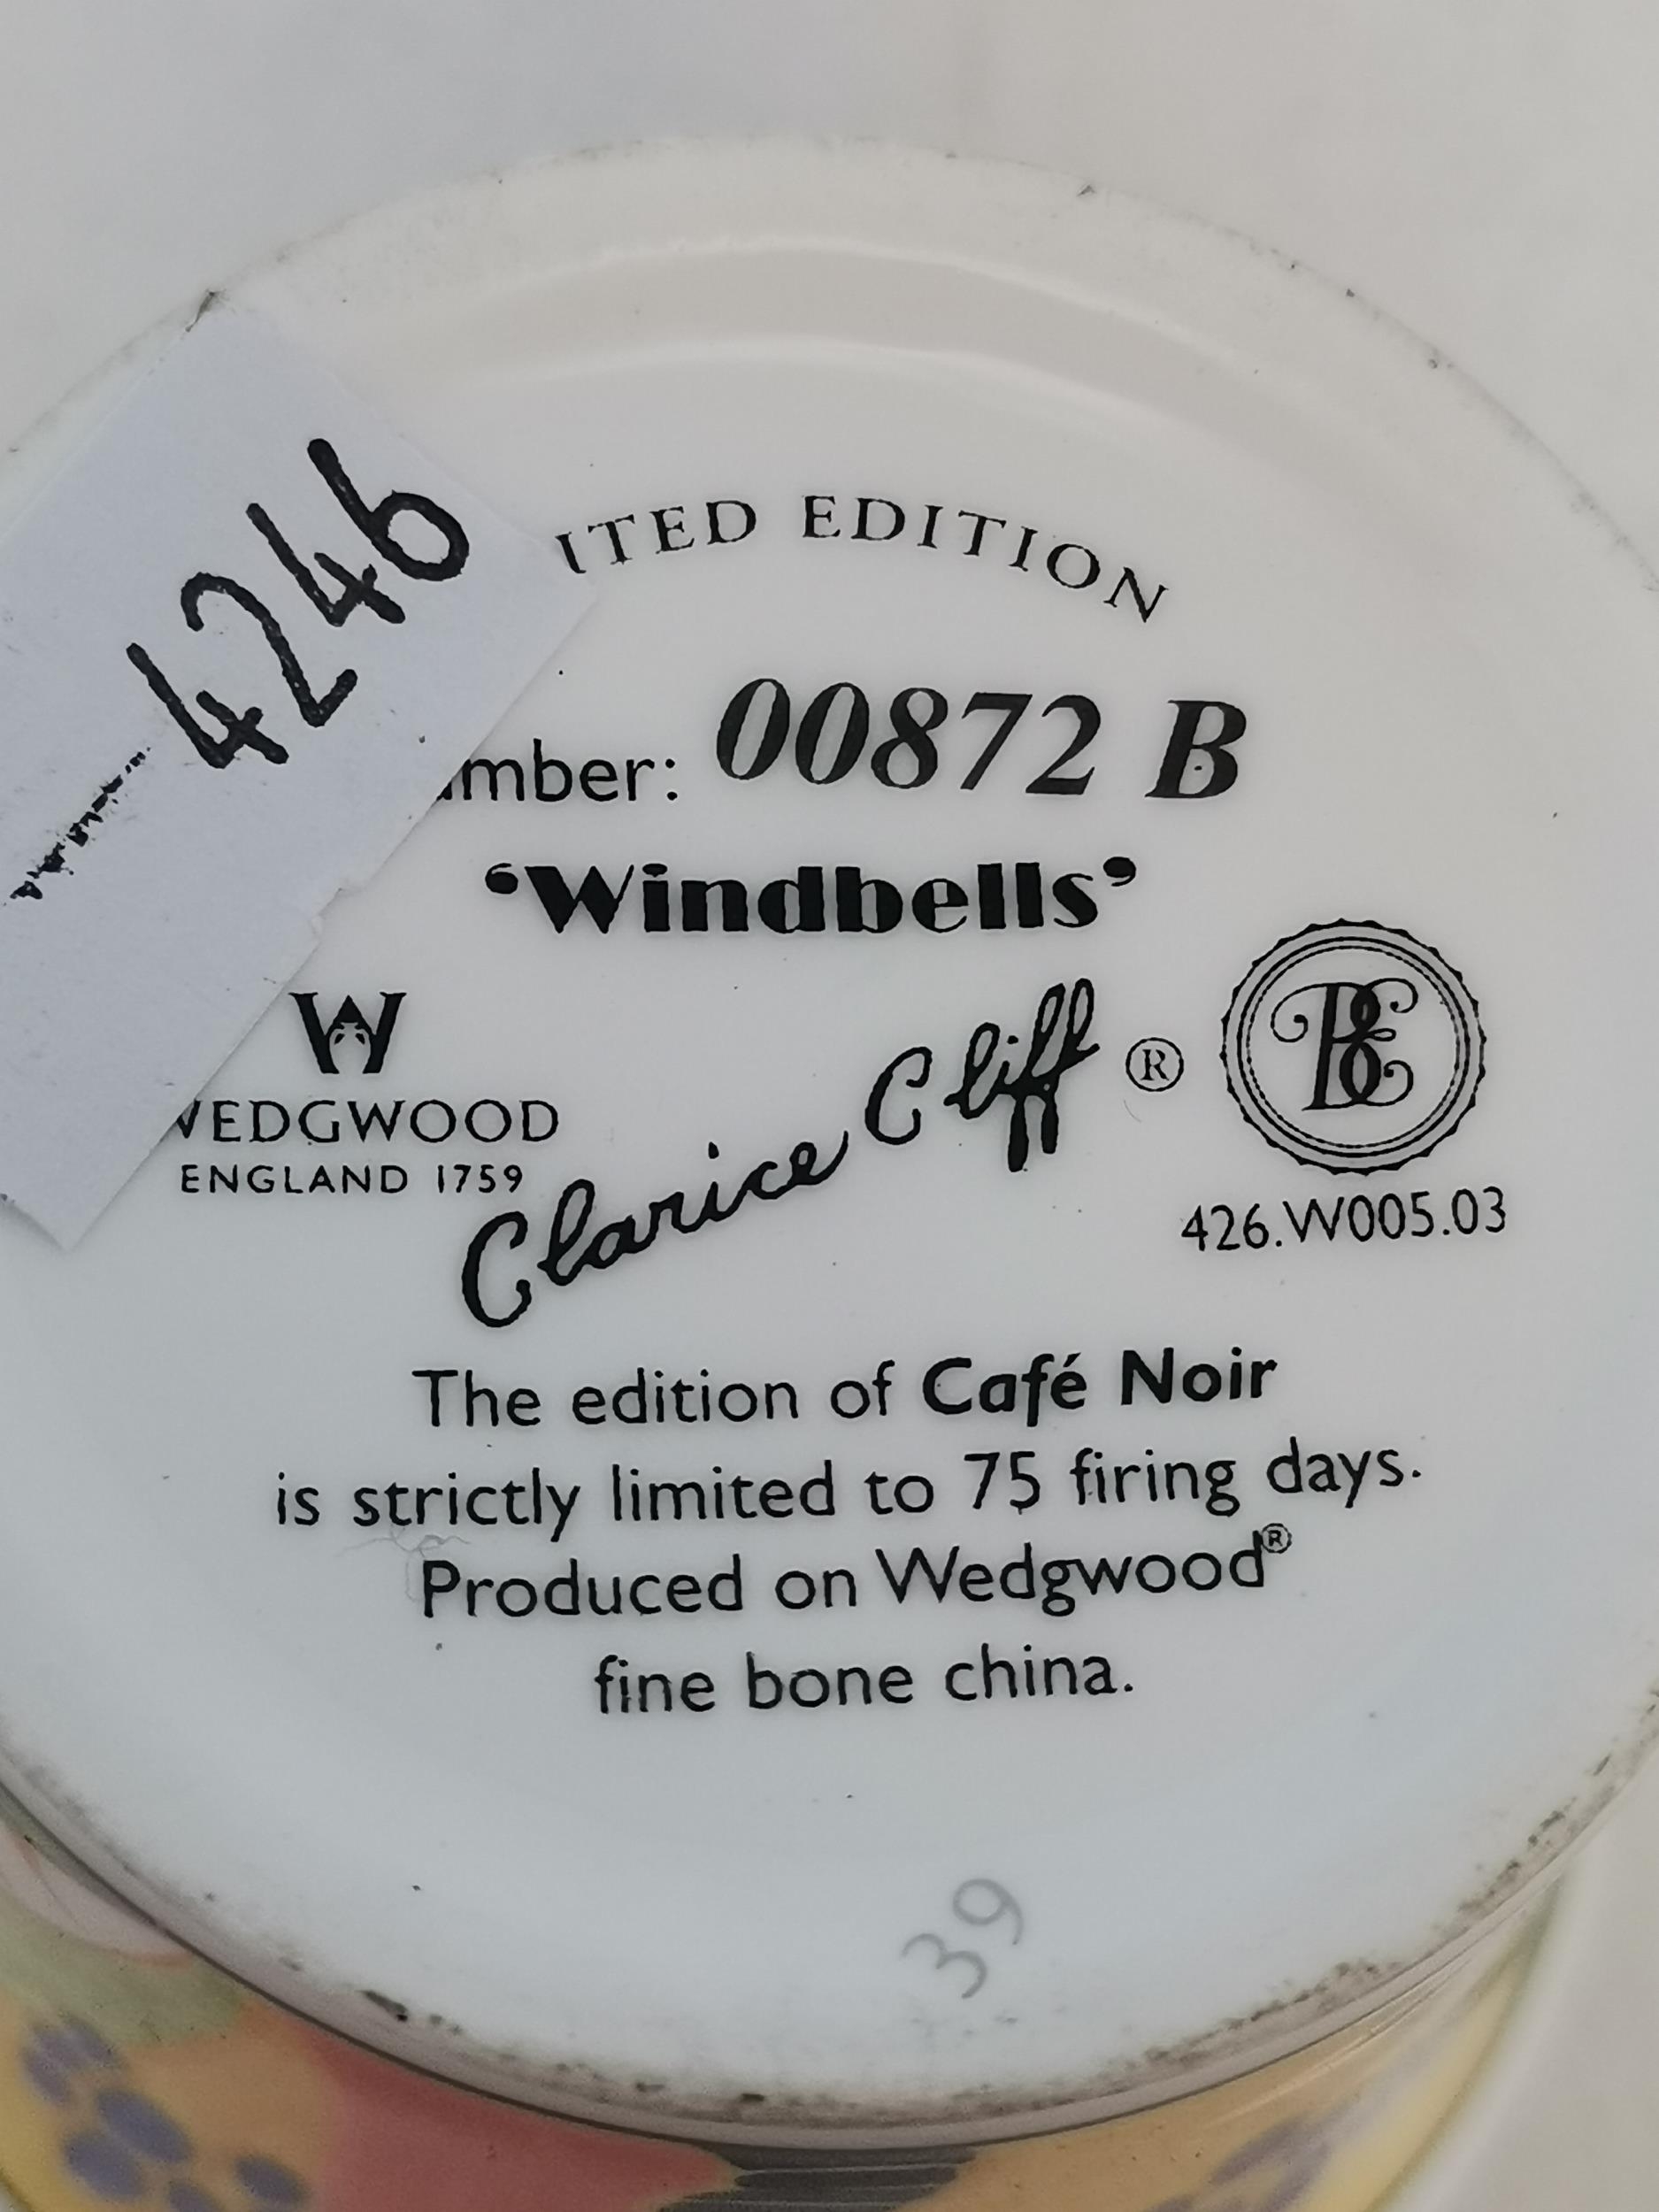 4246
ITED EDITION
mber: 00872 B
‘Windbells’
W
WEDGWOOD
ENGLAND 1759
Clarice Cliff ®
BE
426.W005.03
The edition of Café Noir
is strictly limited to 75 firing days.
Produced on Wedgwood®
fine bone china.
39